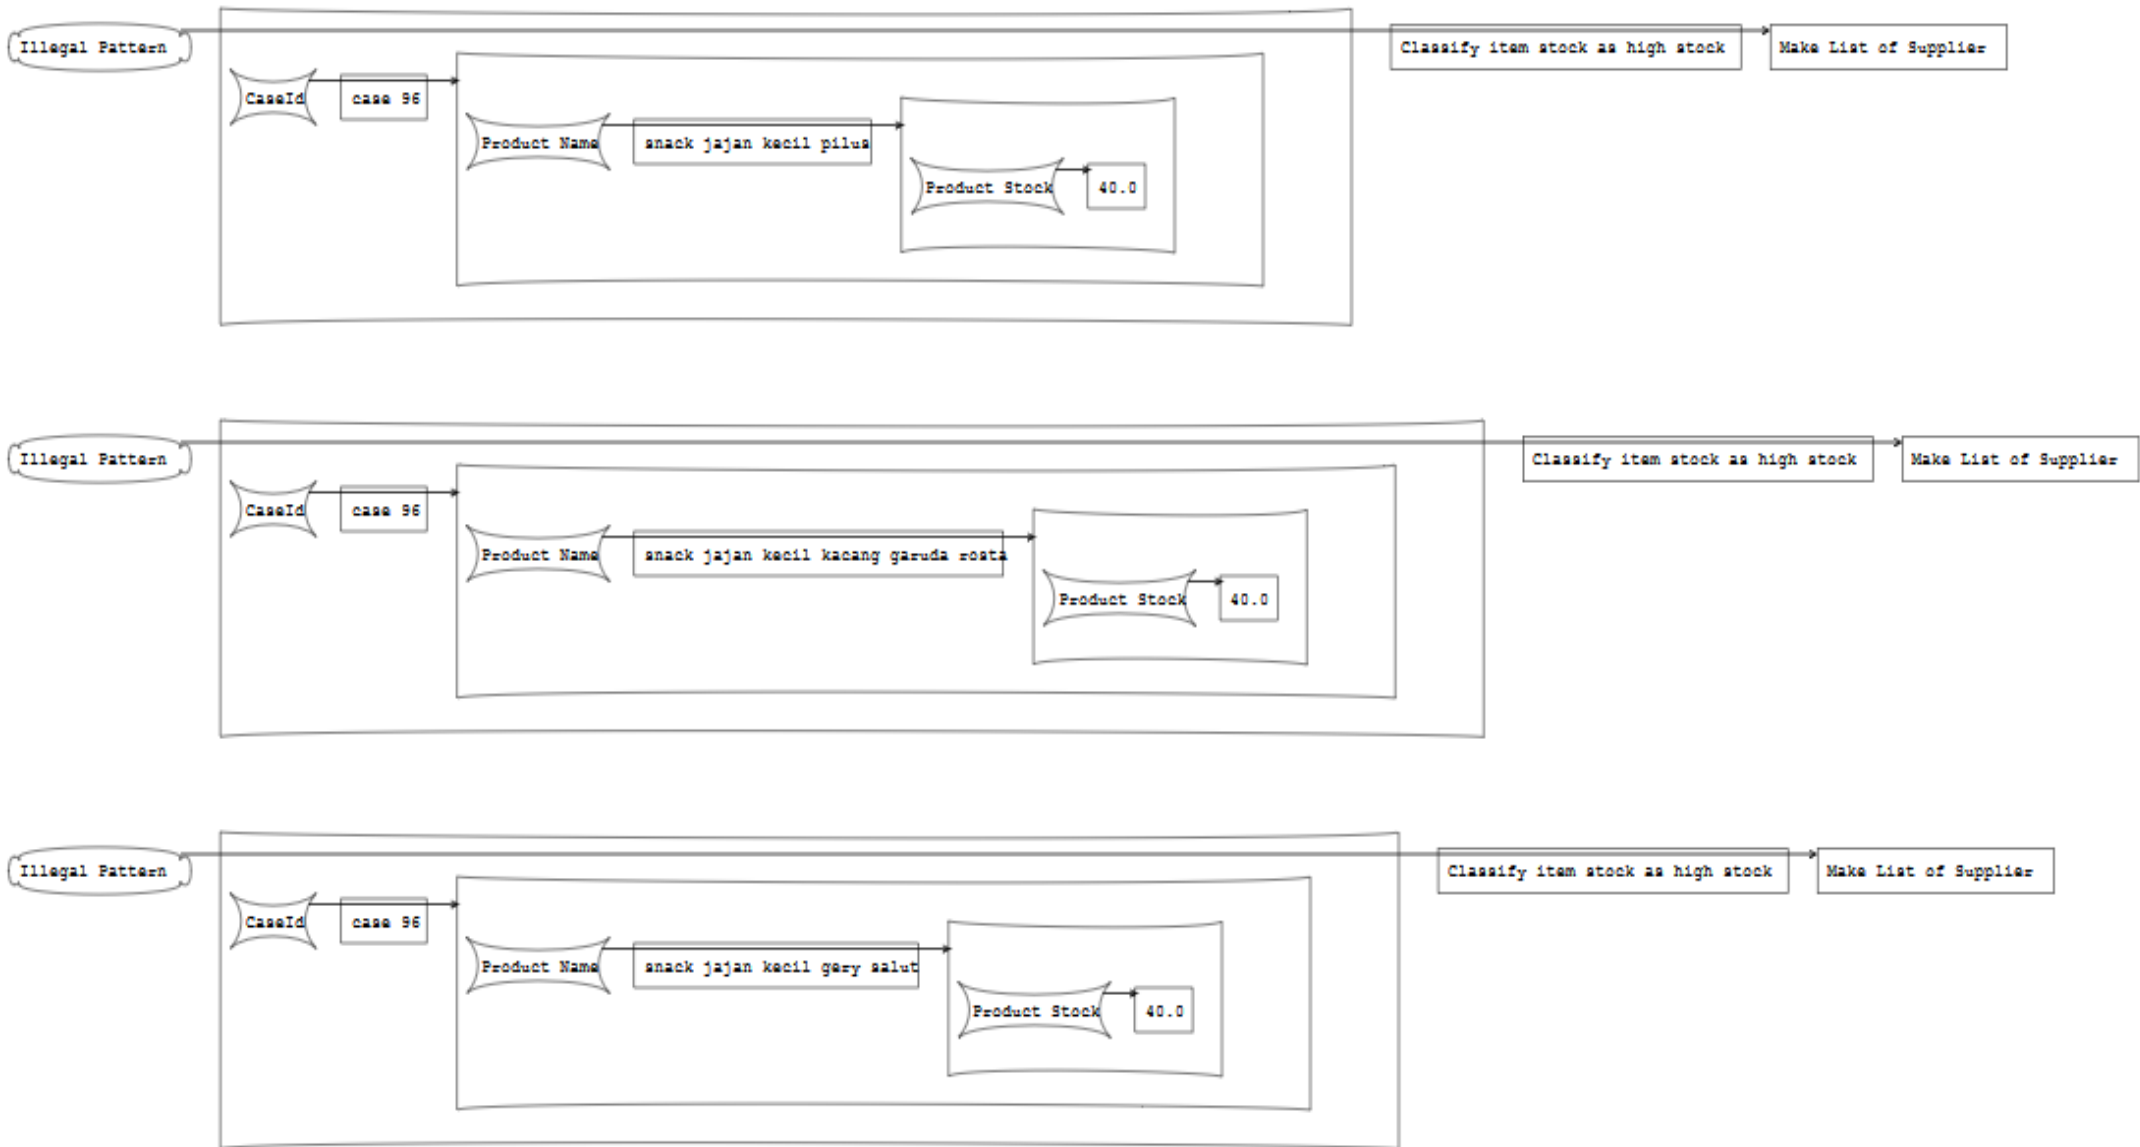 Illegal Pattern Classify item stock as high stock Make List of Supplier
CaseId case 96
Product Name snack jajan kecil pilus
Product Stock 40.0
Illegal Pattern Classify item stock as high stock Make List of Supplier
CaseId case 96
Product Name snack jajan kecil kacang garuda rosta
Product Stock 40.0
Illegal Pattern Classify item stock as high stock Make List of Supplier
CaseId case 96
Product Name snack jajan kecil gery salut
Product Stock 40.0